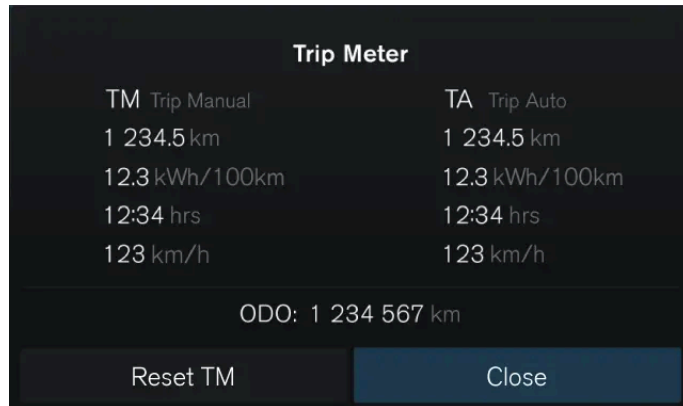 Trip Meter
TM Trip Manual
1 234.5 km
12.3 kWh/100km
12:34 hrs
123 km/h
TA Trip Auto
1 234.5 km
12.3 kWh/100km
12:34 hrs
123 km/h
ODO: 1 234 567 km
Reset TM
Close